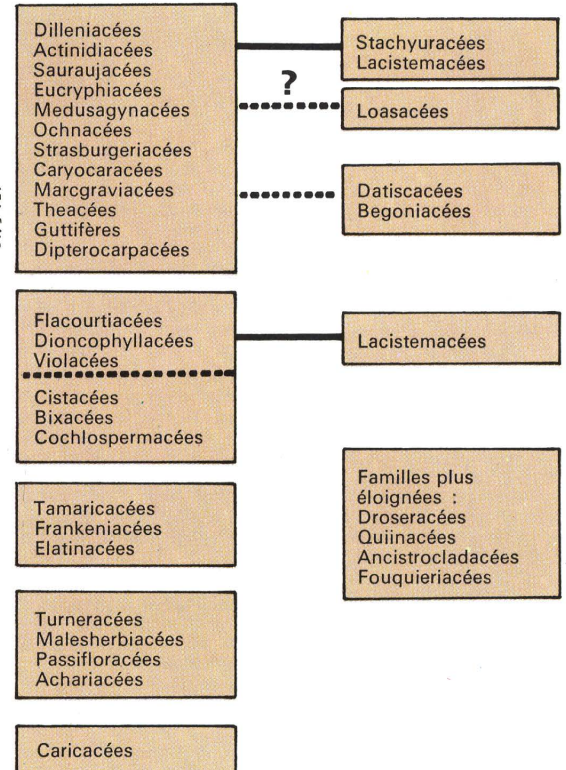 Dilleniacées
Actinidiacées
Sauraujacées
Eucryphiacées
Medusagynacées
Ochnacées
Strasburgeriacées
Caryocaracées
Marcgraviacées
Theacées
Guttifères
Dipterocarpacées
Stachyuracées
Lacistemacées
?
Loasacées
Datiscacées
Begoniacées
Flacourtiacées
Dioncophyllacées
Violacées
Cistacées
Bixacées
Cochlospermacées
Lacistemacées
Tamaricacées
Frankeniacées
Elatinacées
Familles plus
éloignées :
Droseracées
Quiinacées
Ancistrocladacées
Fouquieriacées
Turneracées
Malesherbiacées
Passifloracées
Achariacées
Caricacées